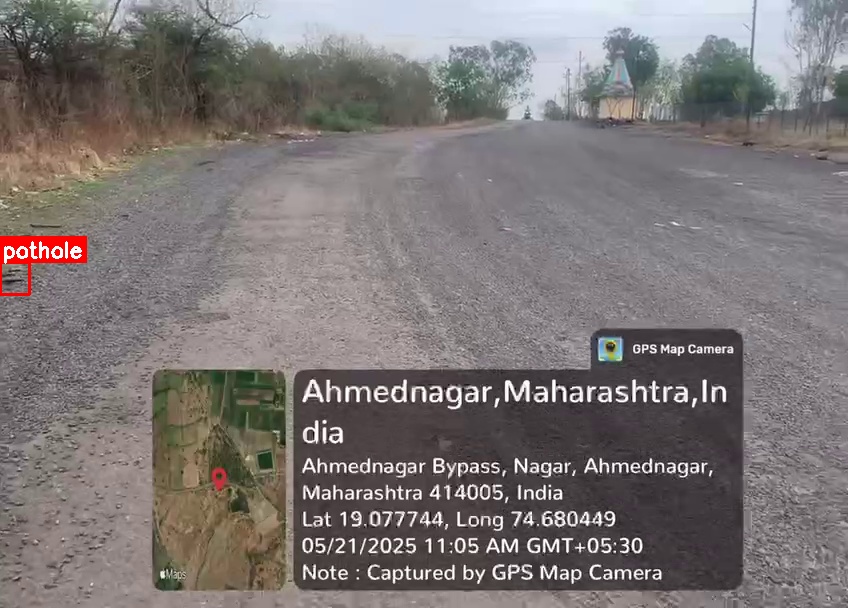 pothole
GPS Map Camera
Ahmednagar,Maharashtra,In
dia
Ahmednagar Bypass, Nagar, Ahmednagar,
Maharashtra 414005, India
Lat 19.077744, Long 74.680449
05/21/2025 11:05 AM GMT+05:30
Note : Captured by GPS Map Camera
Maps